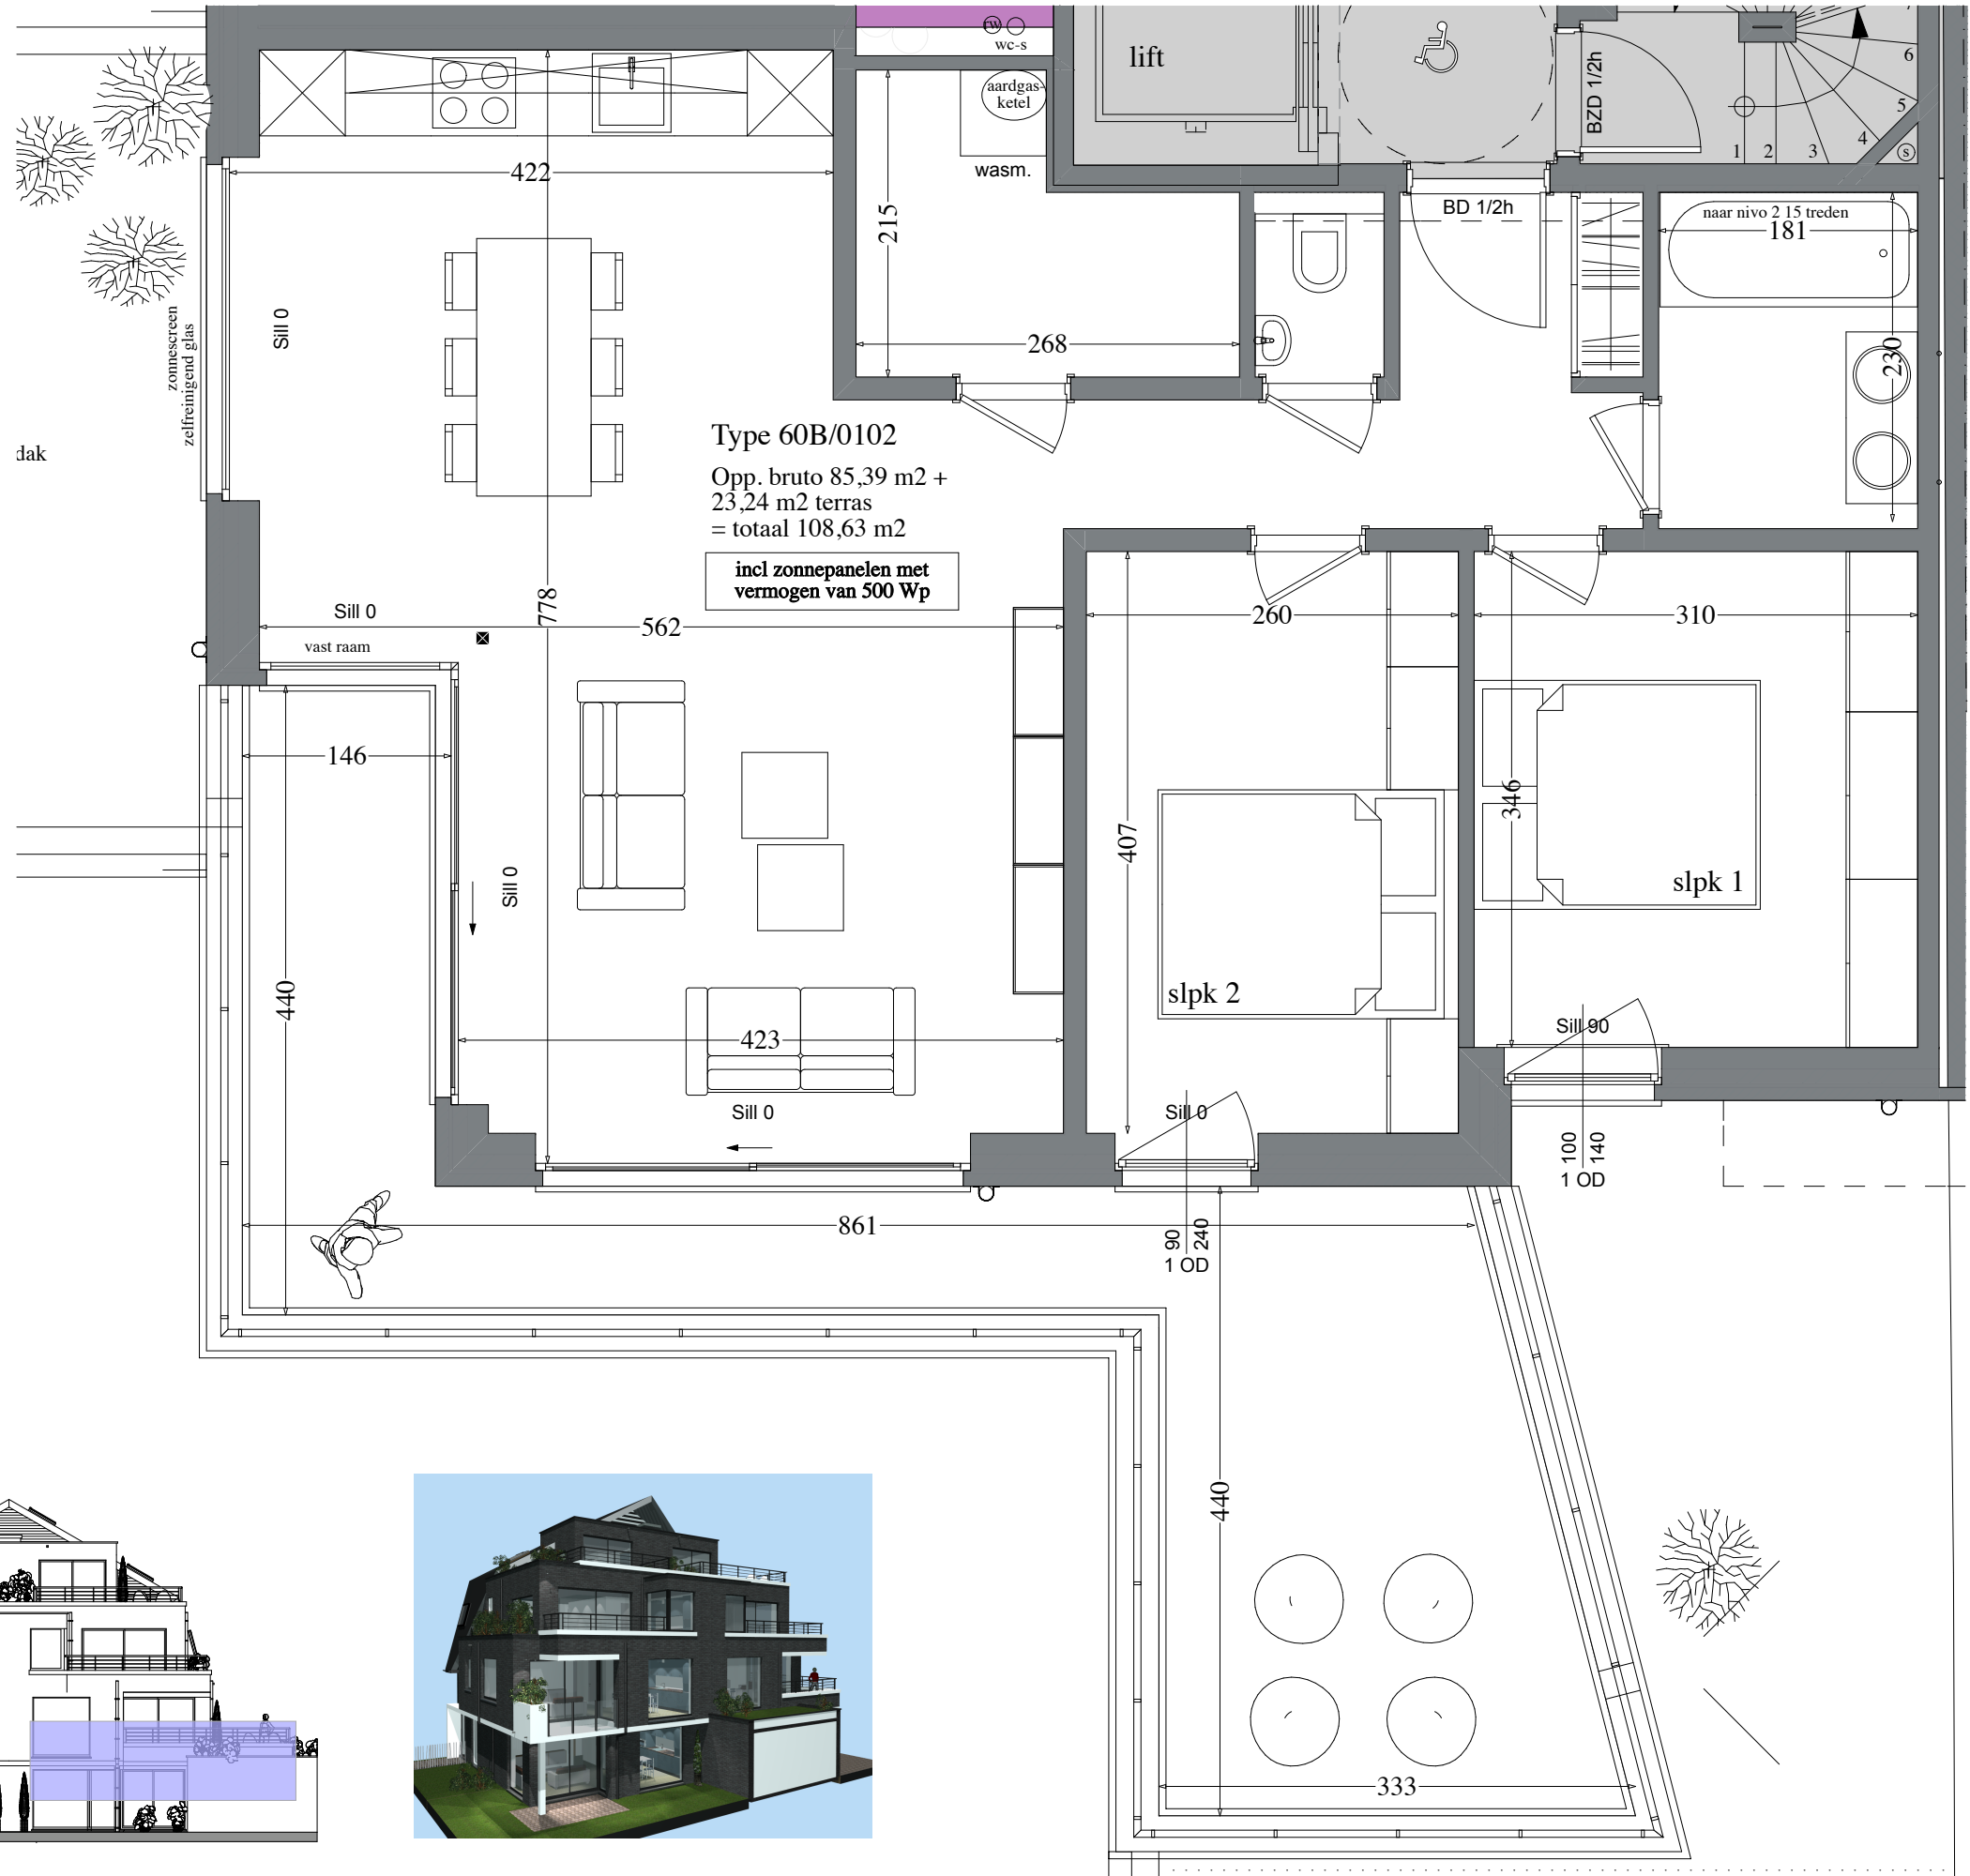 rw
wc-s
lift
BZD 1/2h
6
5
4
3
2
1
s
aardgas-
ketel
wasm.
422
215
BD 1/2h
naar nivo 2 15 treden
181
zonnescreen
zelfreinigend glas
Sill 0
268
230
dak
Type 60B/0102
Opp. bruto 85,39 m2 +
23,24 m2 terras
= totaal 108,63 m2
incl zonnepanelen met
vermogen van 500 Wp
778
Sill 0
562
260
310
vast raam
146
407
346
slpk 1
Sill 0
440
slpk 2
423
Sill 90
Sill 0
Sill 0
1 100
140
1 OD
861
90
240
1 OD
440
333